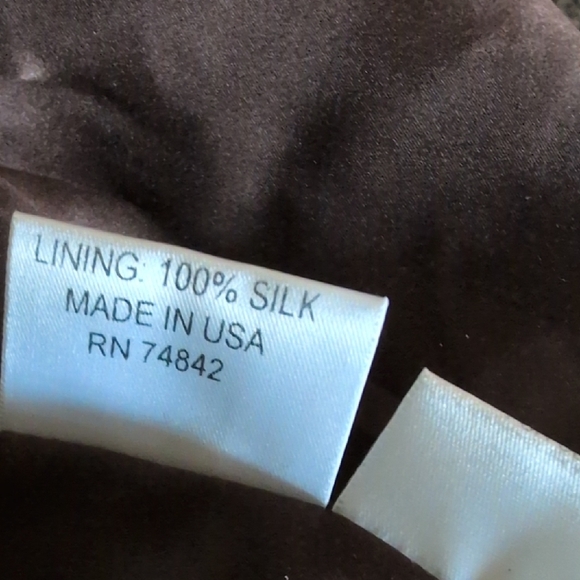 LINING: 100% SILK
MADE IN USA
RN 74842